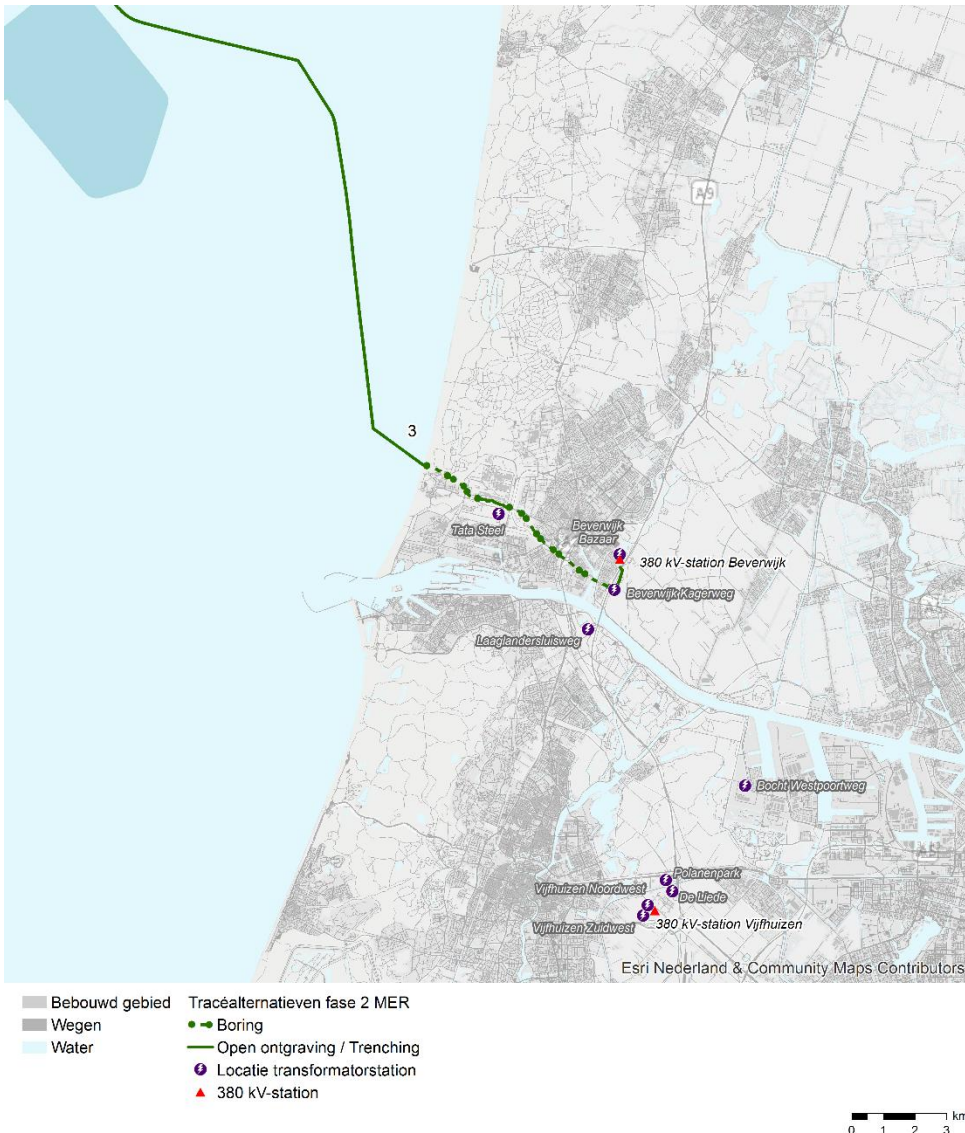 A9
3
Tata Steel
Beverwijk
Bazaar
380 kV-station Beverwijk
Beverwijk Kagerweg
Laaglandersluisweg
Bocht Westpoortweg
Polanenpark
Vijfhuizen Noordwest
De Liede
Vijfhuizen Zuidwest
380 kV-station Vijfhuizen
Esri Nederland & Community Maps Contributors
Bebouwd gebied
Wegen
Water
Tracéalternatieven fase 2 MER
Boring
Open ontgraving / Trenching
Locatie transformatorstation
380 kV-station
km
0 1 2 3